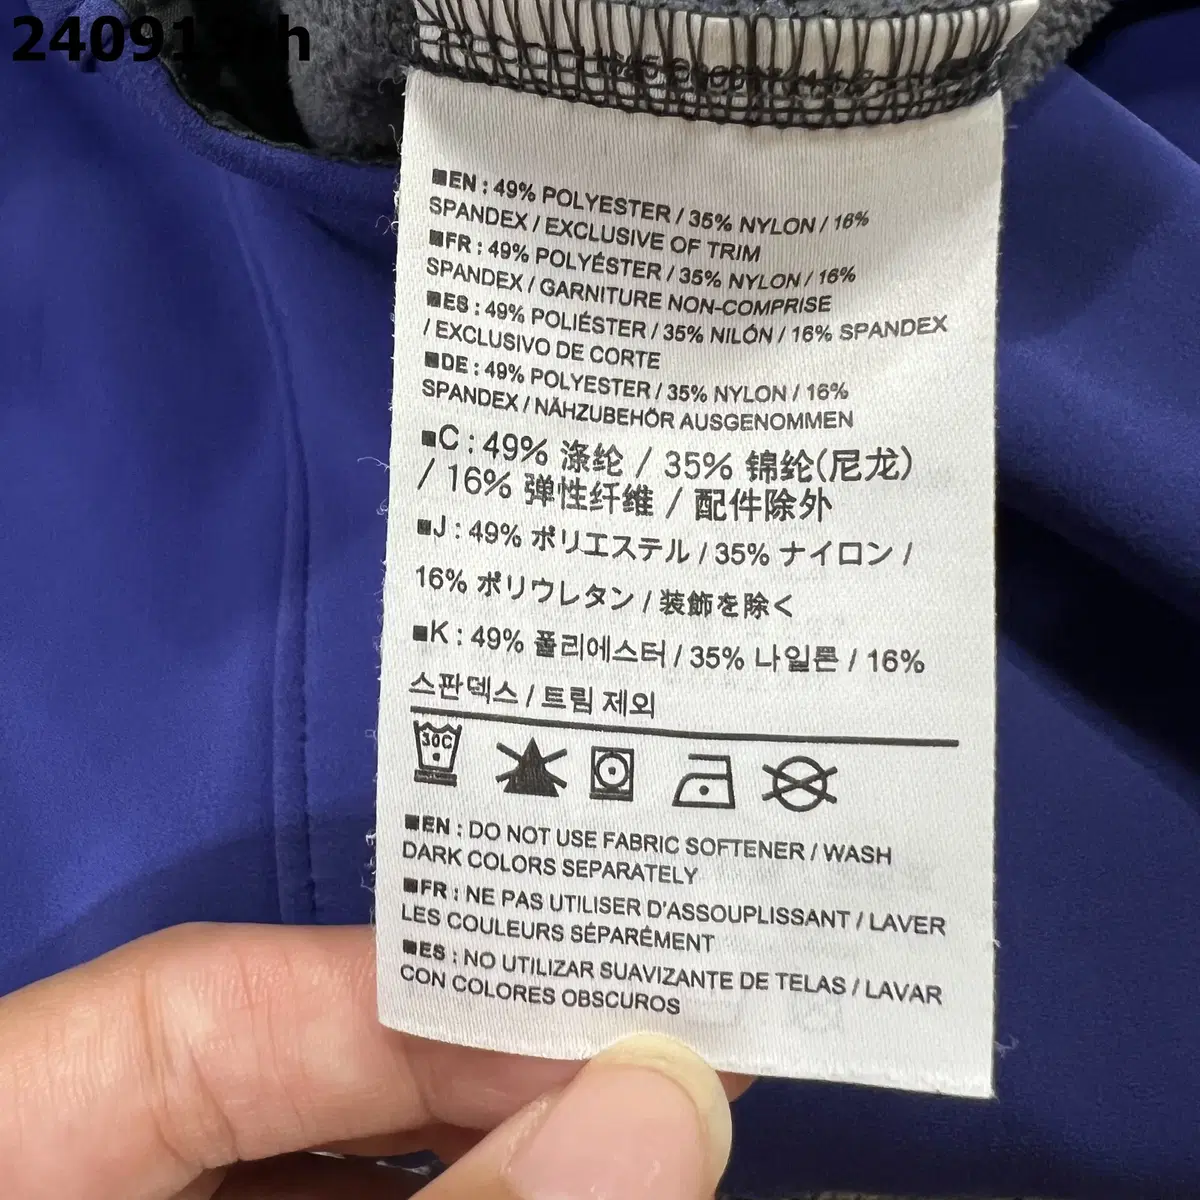 ■EN : 49% POLYESTER / 35% NYLON / 16%
SPANDEX / EXCLUSIVE OF TRIM
■FR : 49% POLYÉSTER / 35% NYLON / 16%
SPANDEX / GARNITURE NON-COMPRISE
■ES : 49% POLIÉSTER / 35% NILÓN / 16% SPANDEX
/ EXCLUSIVO DE CORTE
■DE : 49% POLYESTER / 35% NYLON / 16%
SPANDEX / NÄHZUBEHÖR AUSGENOMMEN
■C : 49% 涤纶 / 35% 锦纶(尼龙)
/ 16% 弹性纤维 / 配件除外
■J : 49% ポリエステル / 35% ナイロン /
16% ポリウレタン / 装飾を除く
■K : 49% 폴리에스터 / 35% 나일론 / 16%
스판덱스 / 트림 제외
30C
■EN : DO NOT USE FABRIC SOFTENER / WASH
DARK COLORS SEPARATELY
■FR : NE PAS UTILISER D'ASSOUPLISSANT / LAVER
LES COULEURS SÉPARÉMENT
■ES : NO UTILIZAR SUAVIZANTE DE TELAS / LAVAR
CON COLORES OBSCUROS